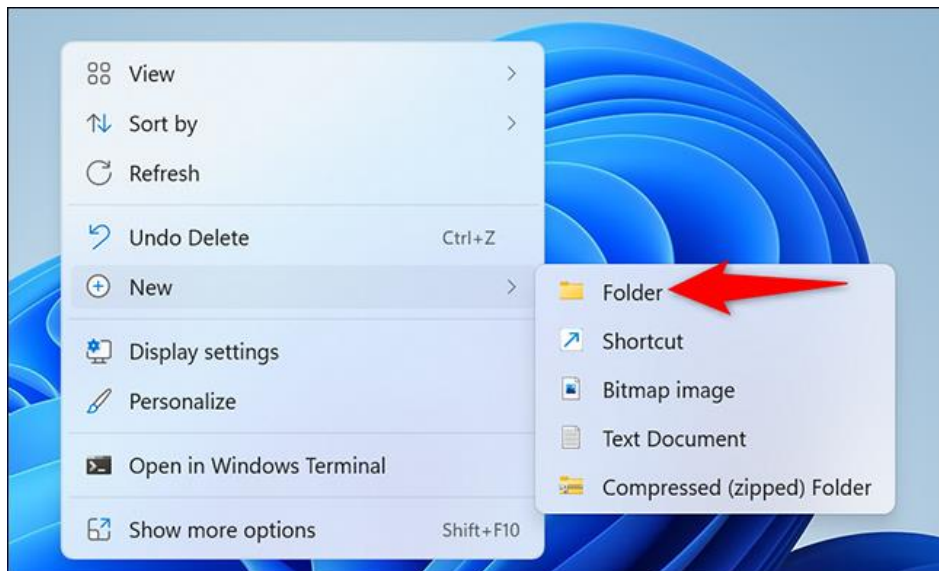 View
Sort by
Refresh
Undo Delete Ctrl+Z
New
Display settings
Personalize
Open in Windows Terminal
Show more options Shift+F10
Folder
Shortcut
Bitmap image
Text Document
Compressed (zipped) Folder